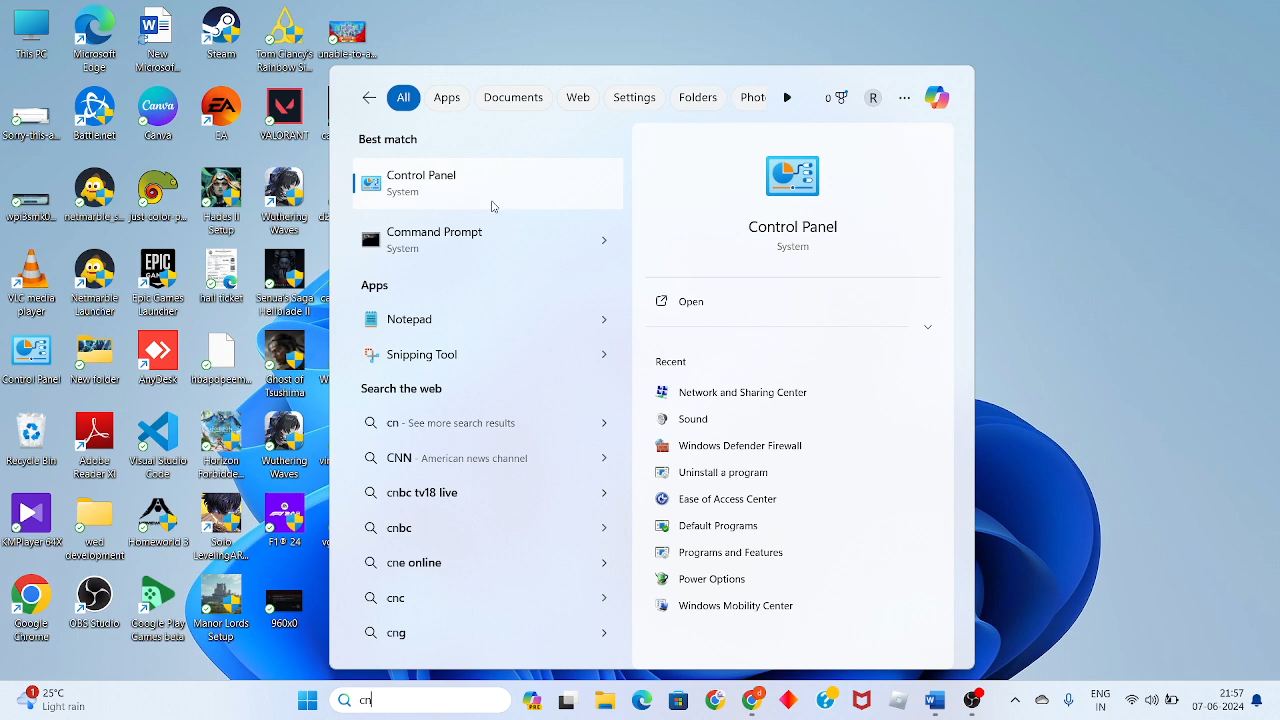 This PC
Microsoft
Edge
New
Microsof...
Steam
Tom Clancy's
Rainbow Si...
unable-to-a...
Sorry-this-a...
Battlenet
Canva
EA
VALORANT
netmarble_s...
just-color-p...
Hades II
Setup
Wuthering
Waves
VLC media
player
Netmarble
Launcher
Epic Games
Launcher
hall ticket
Senua's Saga
Hellblade II
Control Panel
New folder
AnyDesk
Ghost of
Tsushima
Recycle Bin
Adobe
Reader XI
Visual Studio
Code
Horizon
Forbidde...
Wuthering
Waves
KMPlayer 64X
wed
development
Homeworld 3
Solo
LevelingAR...
F1® 24
Google
Chrome
OBS Studio
Google Play
Games beta
Manor Lords
Setup
960x0
All
Apps
Documents
Web
Settings
Folders
Phot
0
R
Best match
Control Panel
System
Command Prompt
System
Apps
Notepad
Snipping Tool
Search the web
cn - See more search results
CNN - American news channel
cnbc tv18 live
cnbc
cne online
cnc
cng
Control Panel
System
Open
Recent
Network and Sharing Center
Sound
Windows Defender Firewall
Uninstall a program
Ease of Access Center
Default Programs
Programs and Features
Power Options
Windows Mobility Center
1
25°C
Light rain
cn
PRE
ENG
IN
21:57
07-06-2024